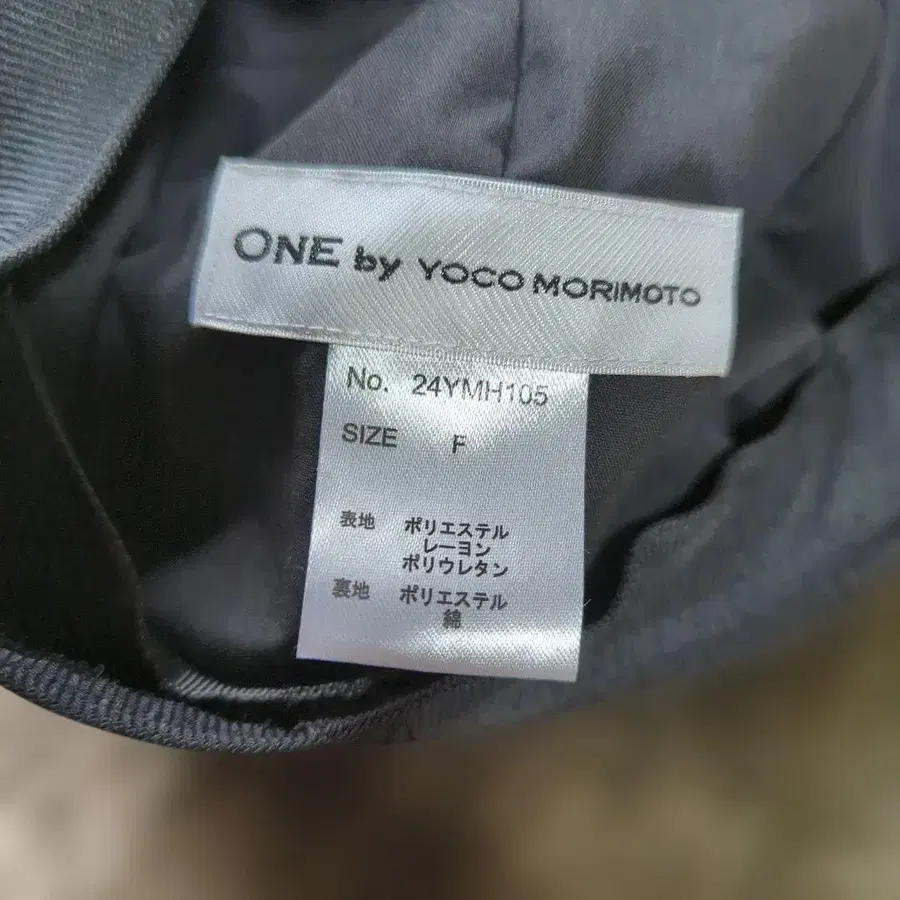 ONE by YOCO MORIMOTO
No. 24YMH105
SIZE F
表地 ポリエステル
レーヨン
ポリウレタン
裏地 ポリエステル
綿